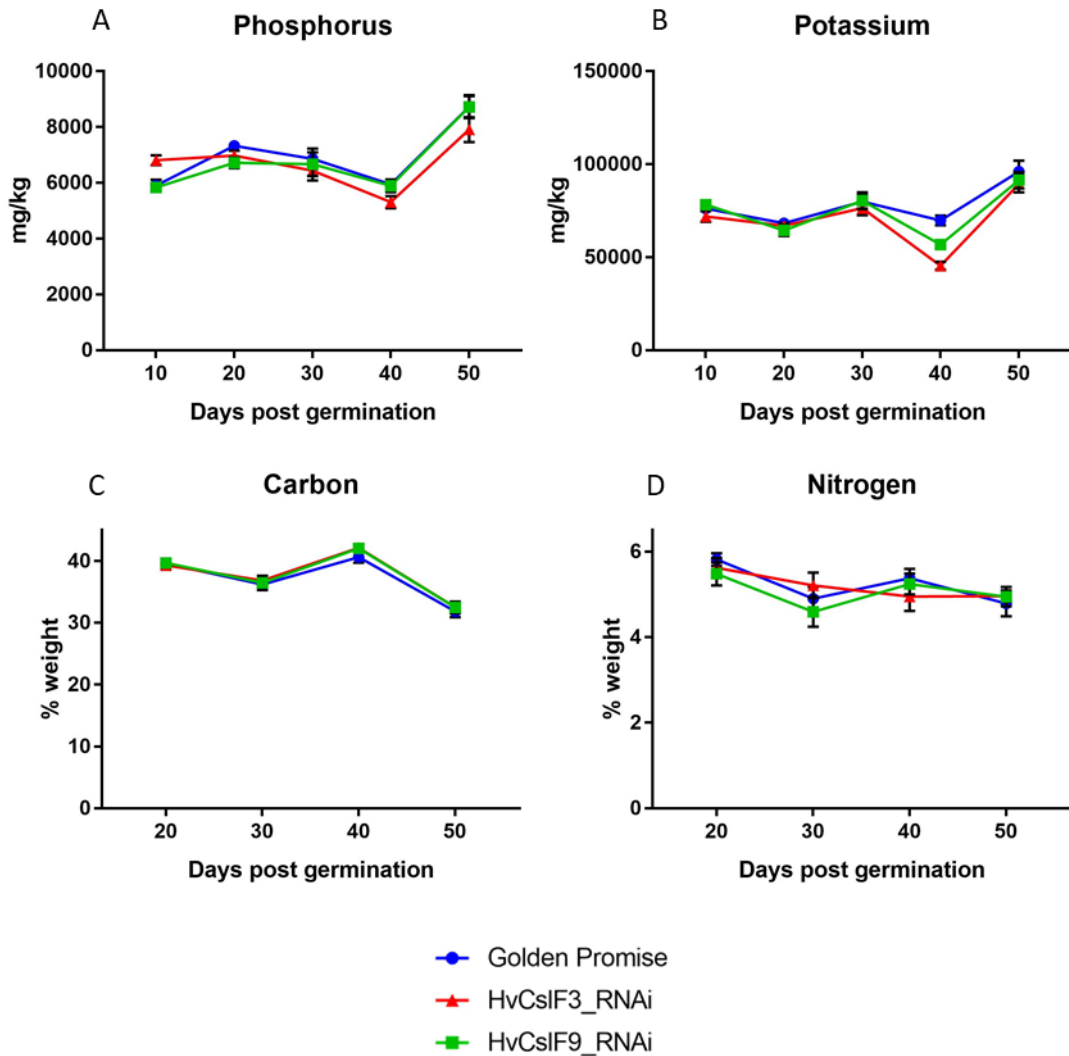 A
Phosphorus
10000
8000
6000
4000
2000
0
mg/kg
10 20 30 40 50
Days post germination
B
Potassium
150000
100000
50000
0
mg/kg
10 20 30 40 50
Days post germination
C
Carbon
40
30
20
10
0
% weight
20 30 40 50
Days post germination
D
Nitrogen
6
4
2
0
% weight
20 30 40 50
Days post germination
Golden Promise
HvCslF3_RNAi
HvCslF9_RNAi